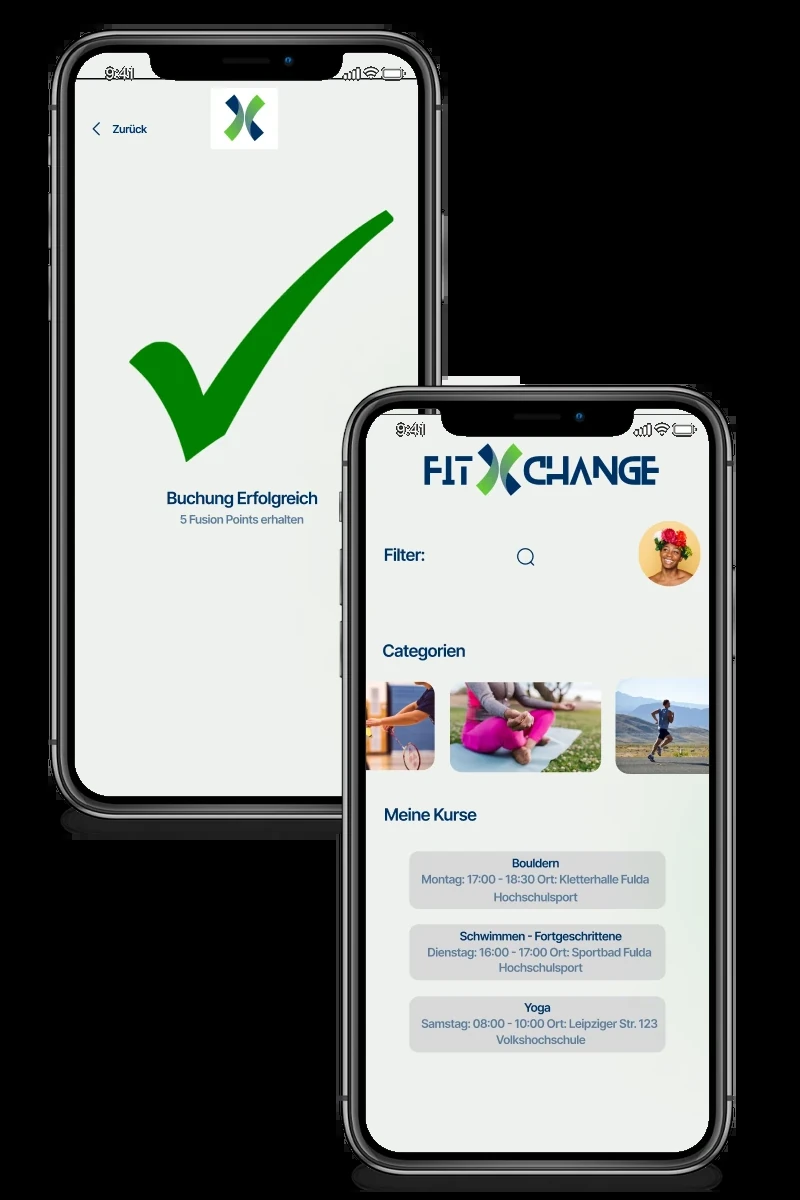 9:41
Zurück
Buchung Erfolgreich
5 Fusion Points erhalten
9:41
FIT CHANGE
Filter:
Categorien
Meine Kurse
Bouldern
Montag: 17:00 - 18:30 Ort: Kletterhalle Fulda
Hochschulsport
Schwimmen - Fortgeschrittene
Dienstag: 16:00 - 17:00 Ort: Sportbad Fulda
Hochschulsport
Yoga
Samstag: 08:00 - 10:00 Ort: Leipziger Str. 123
Volkshochschule